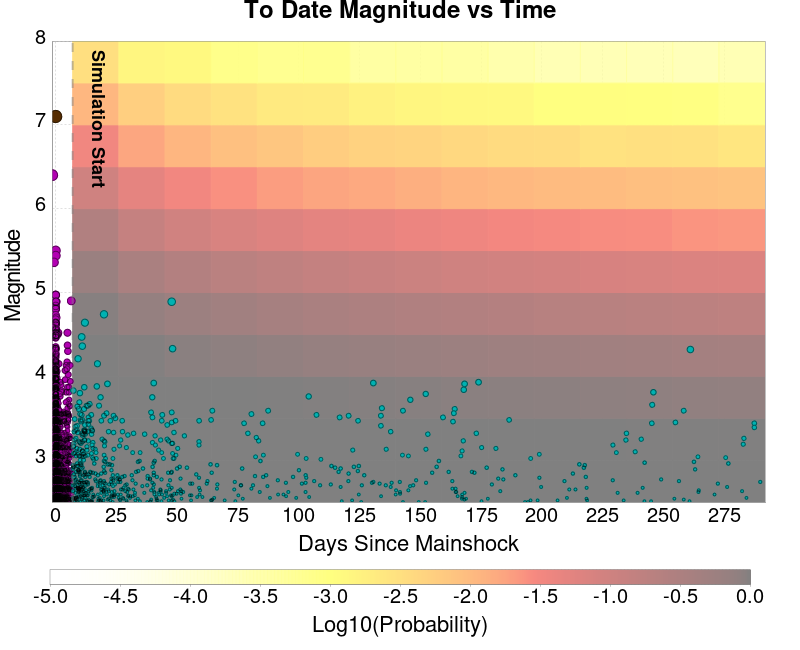 To Date Magnitude vs Time
8
7
6
5
4
3
Magnitude
Simulation Start
0 25 50 75 100 125 150 175 200 225 250 275
Days Since Mainshock
-5.0 -4.5 -4.0 -3.5 -3.0 -2.5 -2.0 -1.5 -1.0 -0.5 0.0
Log10(Probability)